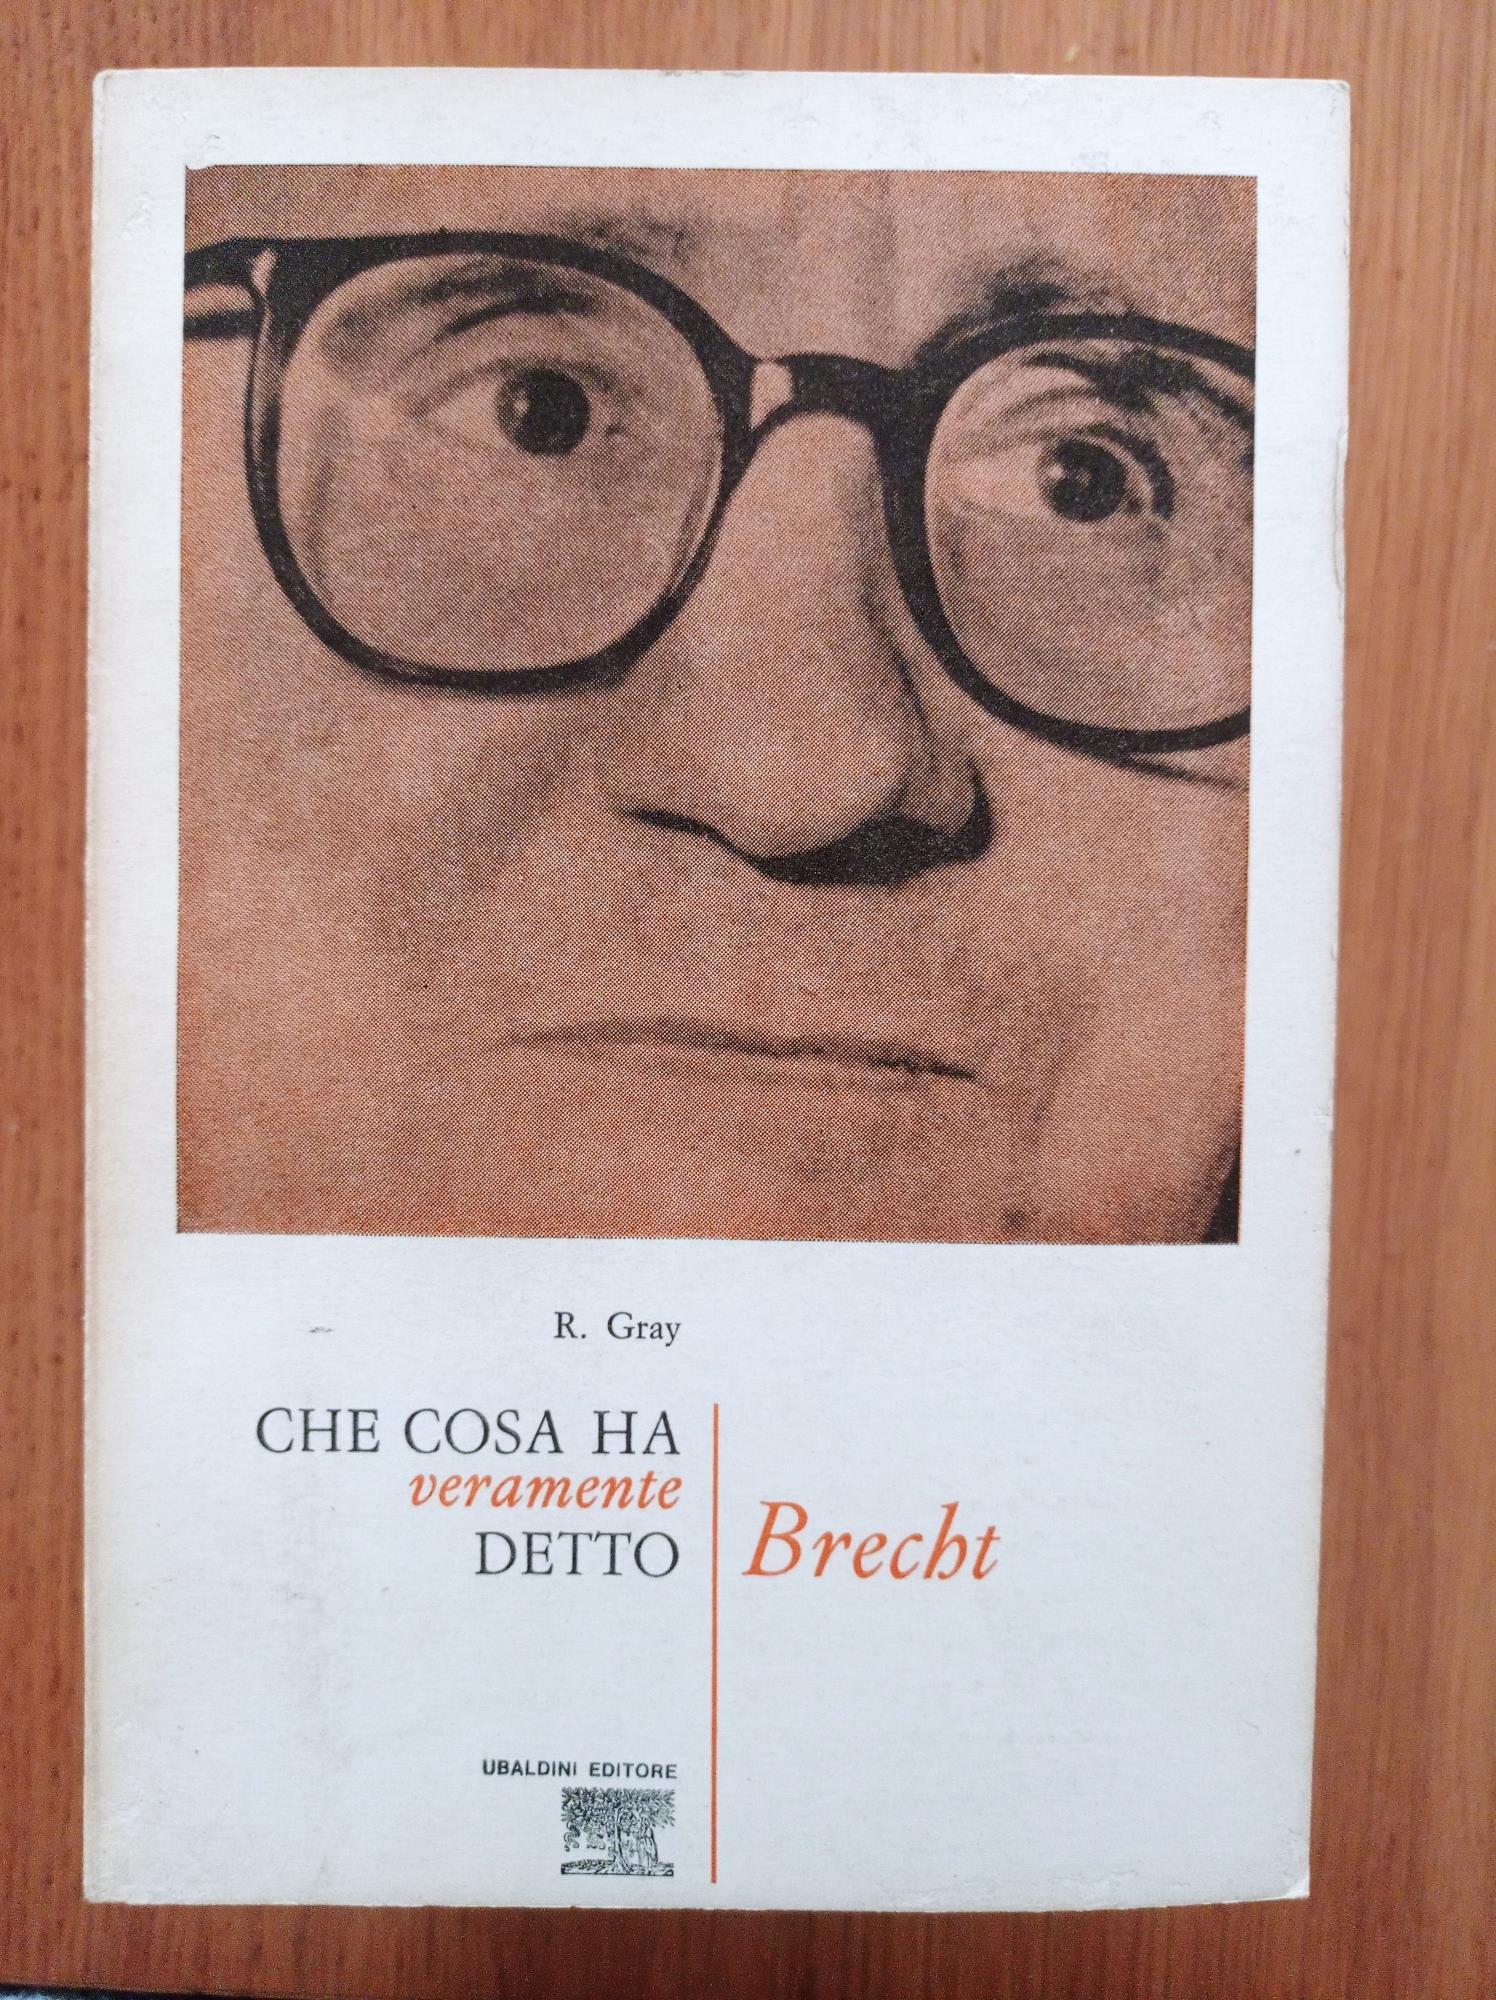 R. Gray
CHE COSA HA
veramente
DETTO
Brecht
UBALDINI EDITORE